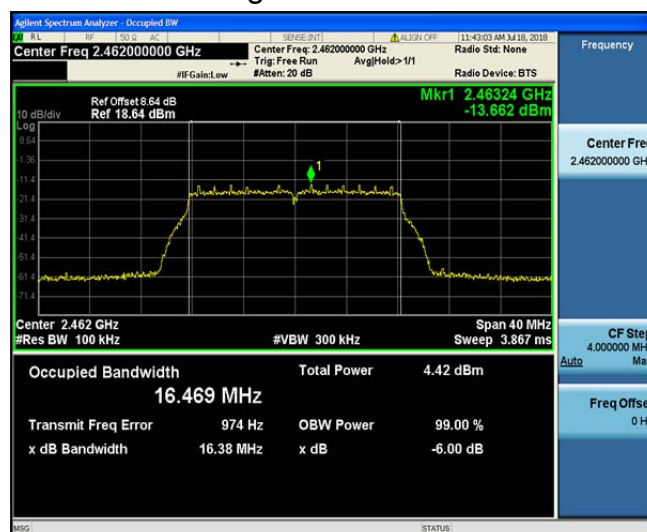 Agilent Spectrum Analyzer - Occupied BW
RL RF 50 Ω AC SENSE:INT ALIGN OFF 11:43:03 AM Jul 18, 2018
Center Freq 2.462000000 GHz Center Freq: 2.462000000 GHz Radio Std: None
Trig: Free Run Avg|Hold:>1/1
#IFGain:Low #Atten: 20 dB Radio Device: BTS
Frequency
Mkr1 2.46324 GHz
-13.662 dBm
Ref Offset 8.64 dB
10 dB/div Ref 18.64 dBm
Log
8.64
-1.36
-11.4
-21.4
-31.4
-41.4
-51.4
-61.4
-71.4
1
Center 2.462 GHz Span 40 MHz
#Res BW 100 kHz #VBW 300 kHz Sweep 3.867 ms
Occupied Bandwidth Total Power 4.42 dBm
16.469 MHz
Transmit Freq Error 974 Hz OBW Power 99.00 %
x dB Bandwidth 16.38 MHz x dB -6.00 dB
Center Fre
2.462000000 GH
CF Ste
4.000000 MH
Auto Ma
Freq Offse
0 H
MSG STATUS